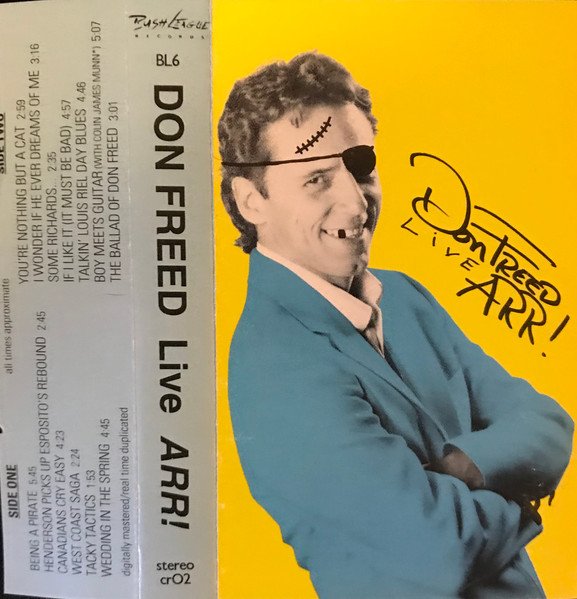 SIDE TWO
YOU'RE NOTHING BUT A CAT 2:59
I WONDER IF HE EVER DREAMS OF ME 3:16
SOME RICHARDS. 2:35
IF I LIKE IT (IT MUST BE BAD) 4:57
TALKIN' LOUIS RIEL DAY BLUES 4.46
BOY MEETS GUITAR (WITH COLIN JAMES MUNN*) 5:07
THE BALLAD OF DON FREED 3:01
all times approximate
SIDE ONE
BEING A PIRATE 5:45
HENDERSON PICKS UP ESPOSITO'S REBOUND 2:45
CANADIANS CRY EASY 4:23
WEST COAST SAGA 2:24
TACKY TACTICS 1:53
WEDDING IN THE SPRING 4:45
digitally mastered/real time duplicated
BUSH LEAGUE
RECORDS
BL6
DON FREED Live ARR!
stereo
crO2
Don FREED
LIVE
ARR!